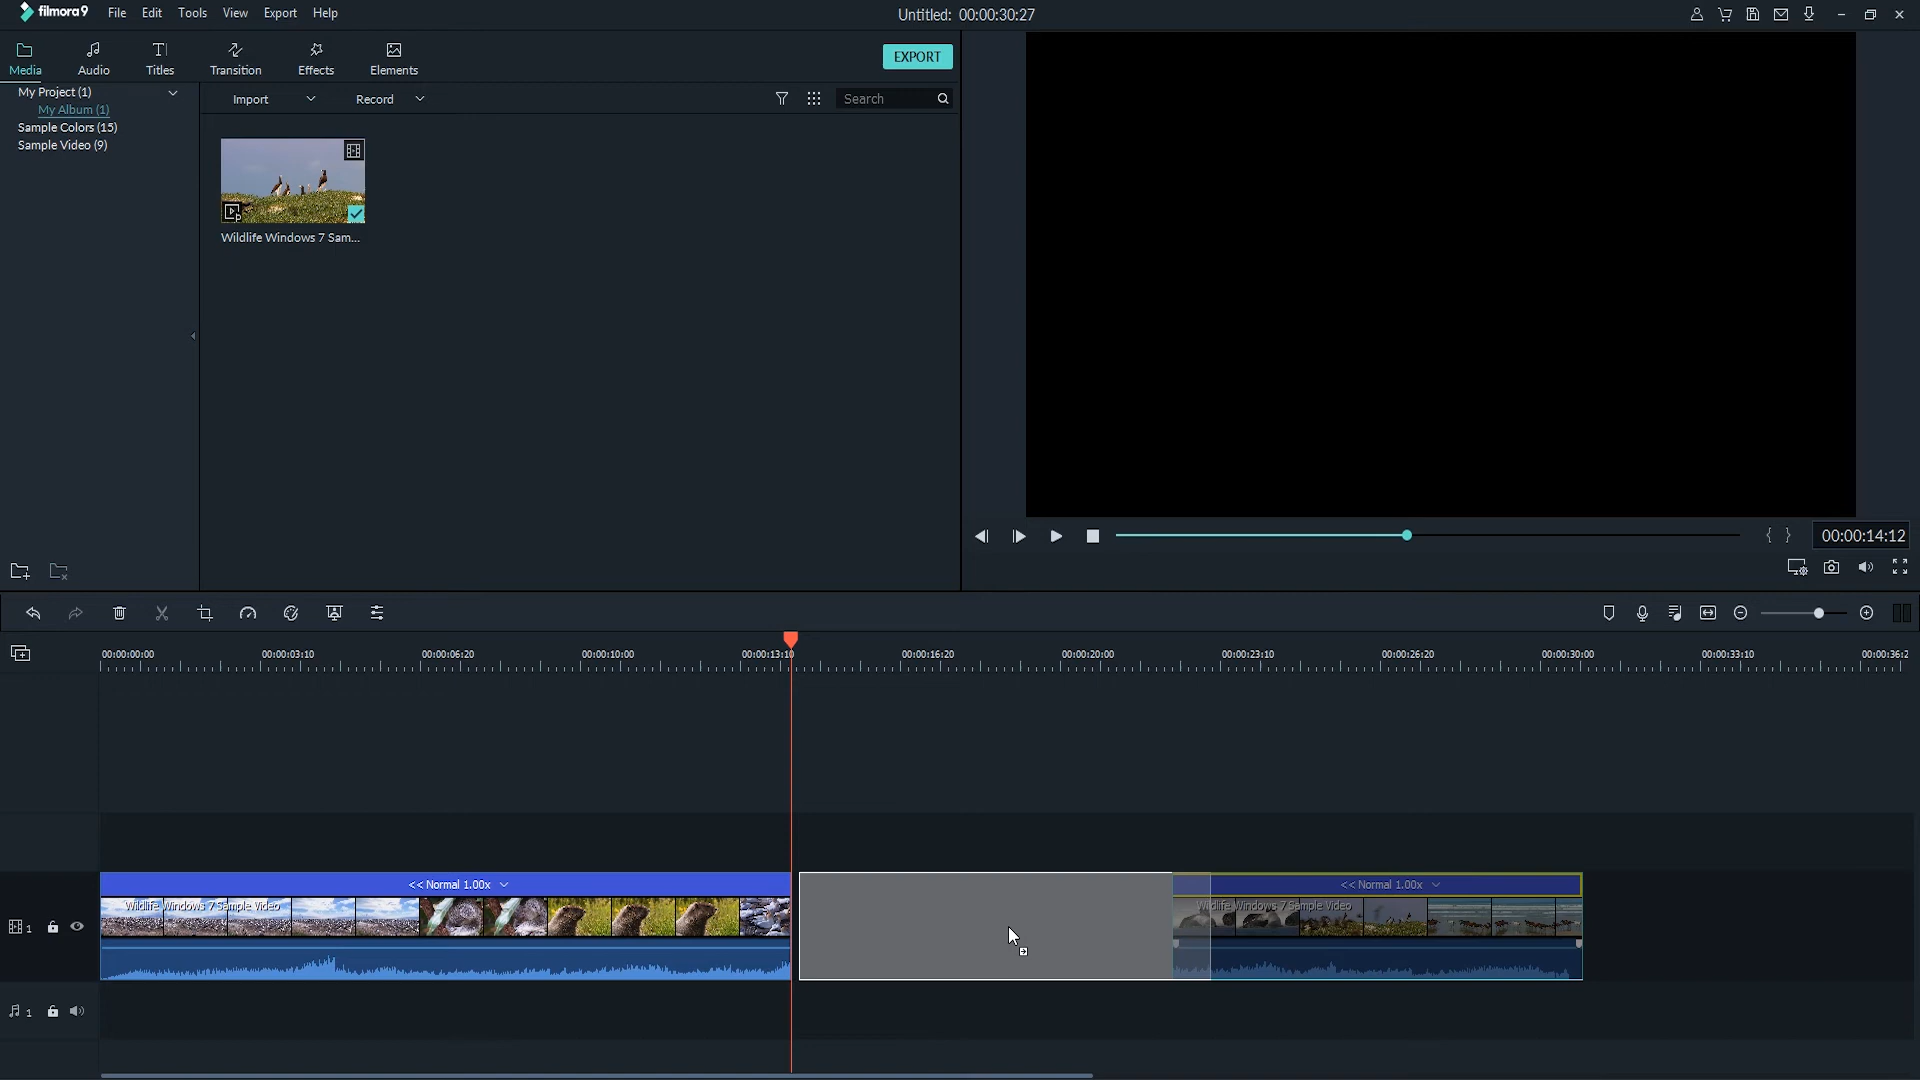 filmora9 File Edit Tools View Export Help Untitled: 00:00:30:27
Media Audio Titles Transition Effects Elements EXPORT
My Project (1)
My Album (1)
Sample Colors (15)
Sample Video (9)
Import Record Search
Wildlife Windows 7 Sam...
00:00:14:12
00:00:00:00 00:00:03:10 00:00:06:20 00:00:10:00 00:00:13:10 00:00:16:20 00:00:20:00 00:00:23:10 00:00:26:20 00:00:30:00 00:00:33:10 00:00:36:2
<< Normal 1.00x << Normal 1.00x
Wildlife Windows 7 Sample Video Wildlife Windows 7 Sample Video
1
1